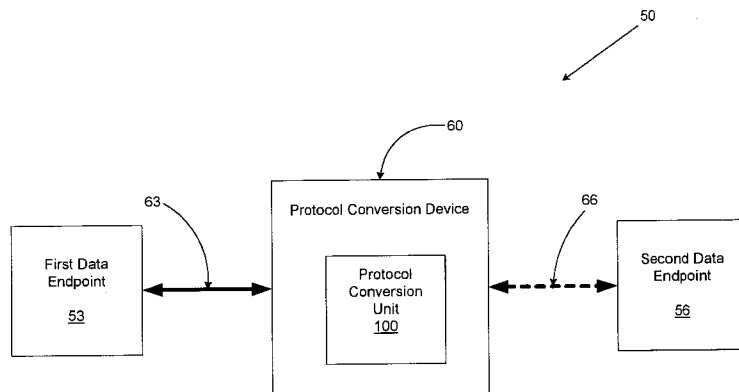 50
60
63
Protocol Conversion Device
66
First Data
Endpoint
53
Protocol
Conversion
Unit
100
Second Data
Endpoint
56